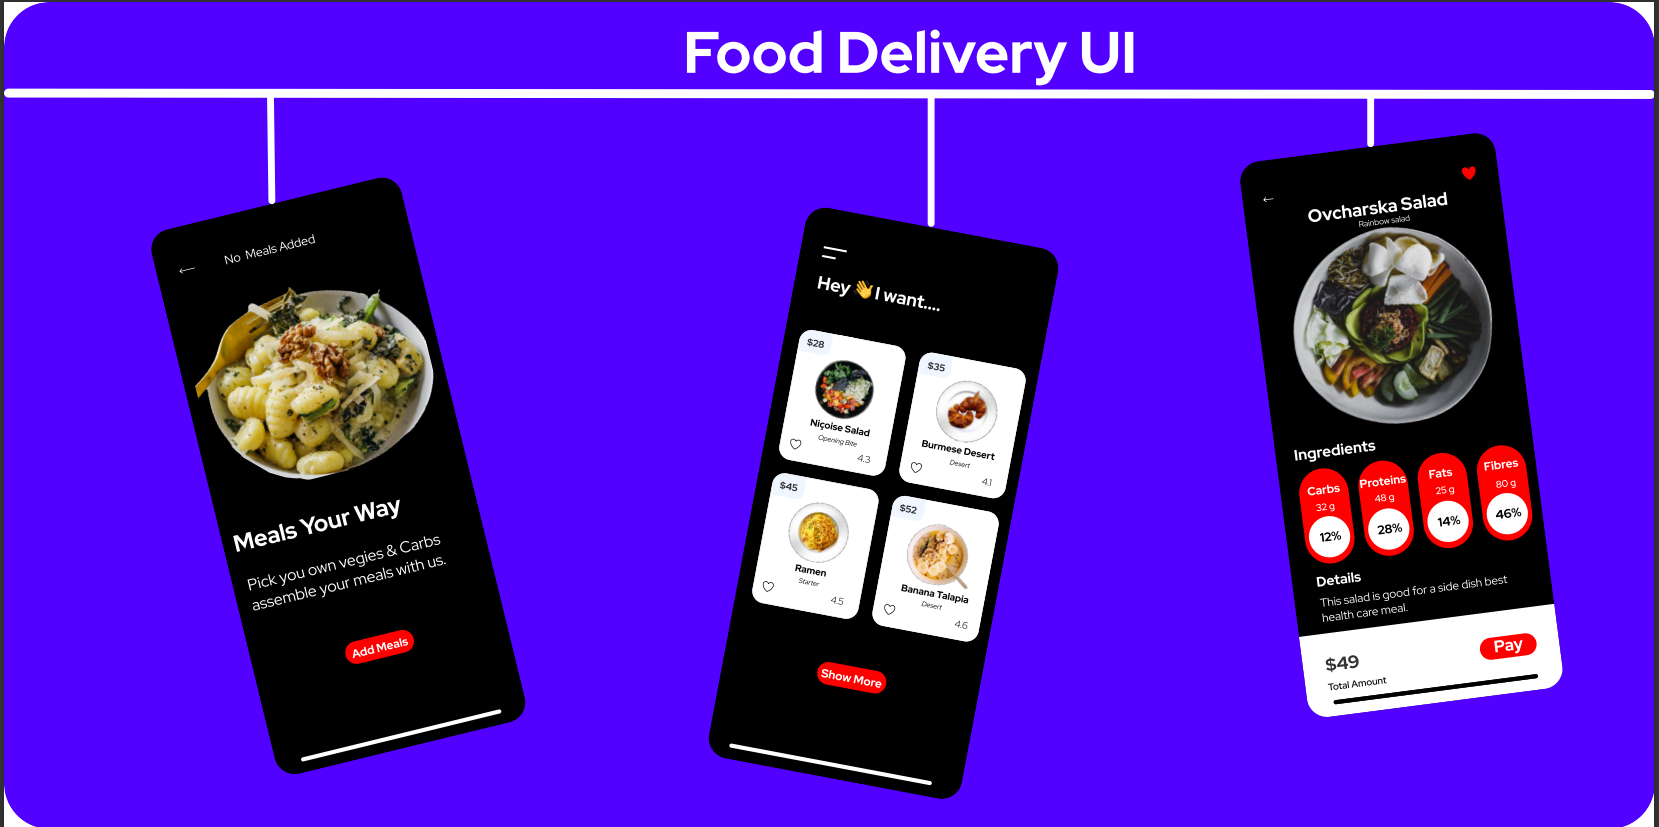 Food Delivery UI
←
No Meals Added
Meals Your Way
Pick you own vegies & Carbs
assemble your meals with us.
Add Meals
Hey 👋 I want....
$28
Niçoise Salad
Opening Bite
4.3
$35
Burmese Desert
Desert
4.1
$45
Ramen
Starter
4.5
$52
Banana Talapia
Desert
4.6
Show More
←
Ovcharska Salad
Rainbow salad
Ingredients
Carbs
32 g
12%
Proteins
48 g
28%
Fats
25 g
14%
Fibres
80 g
46%
Details
This salad is good for a side dish best
health care meal.
$49
Total Amount
Pay